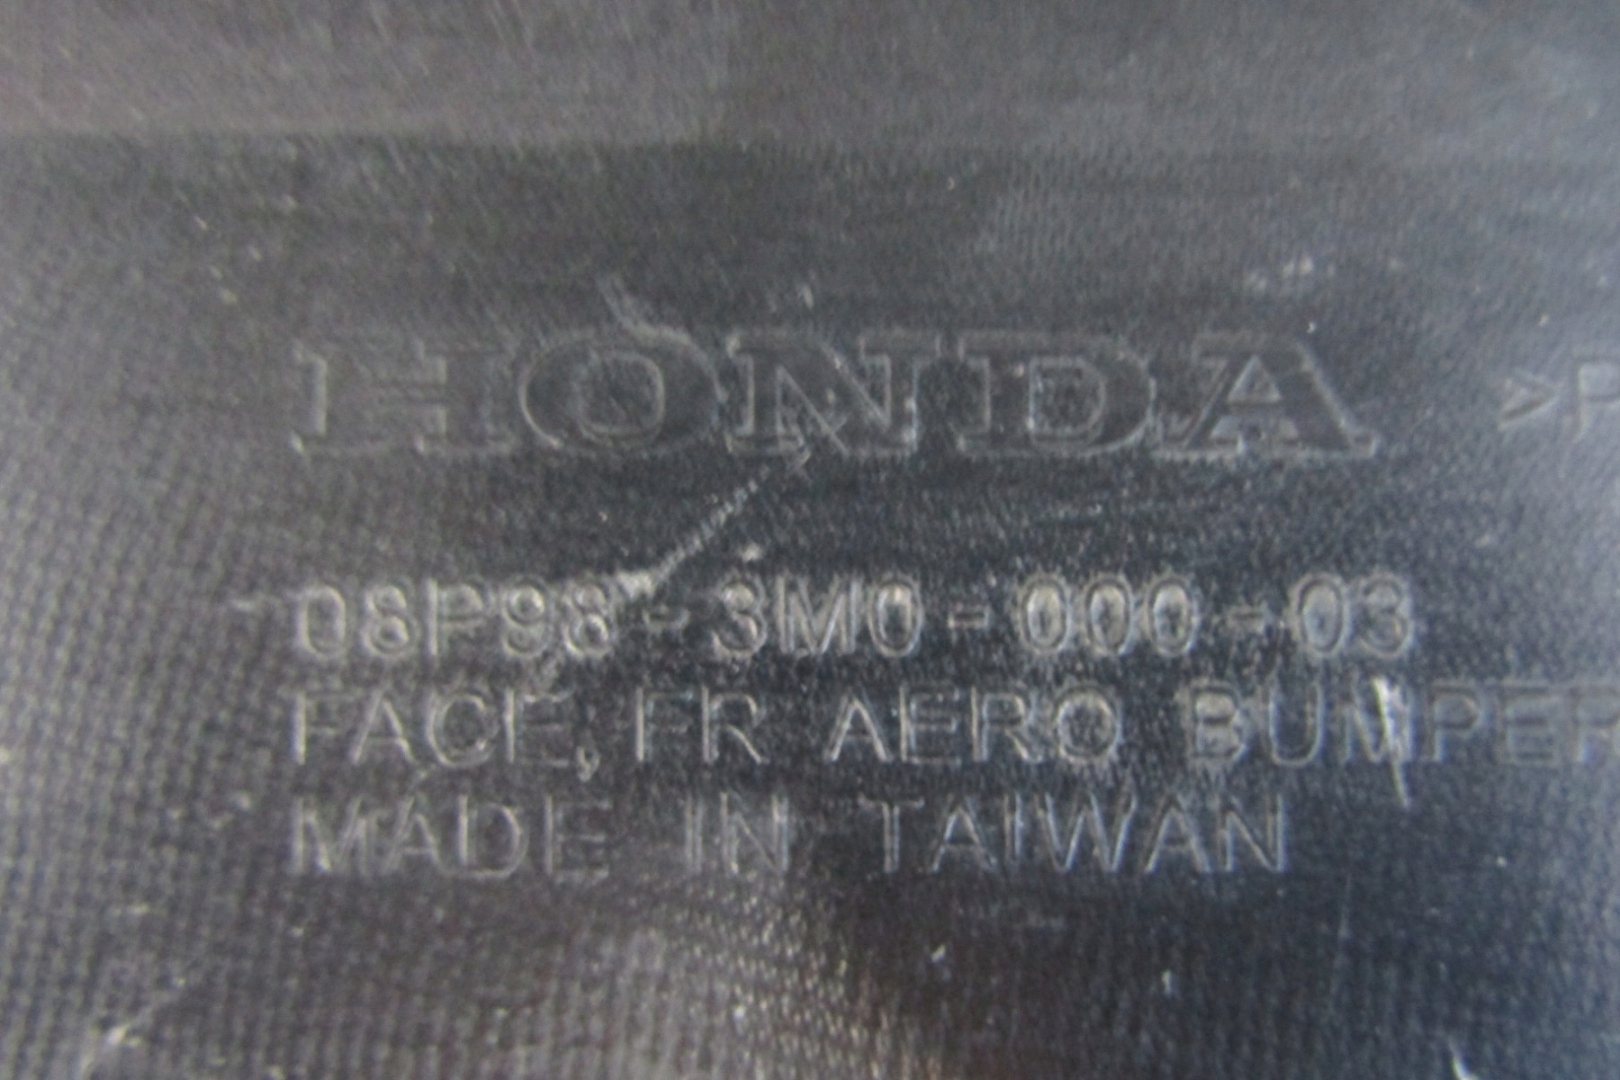 HONDA >P
08P98-3M0-000-03
FACE, FR AERO BUMPER
MADE IN TAIWAN